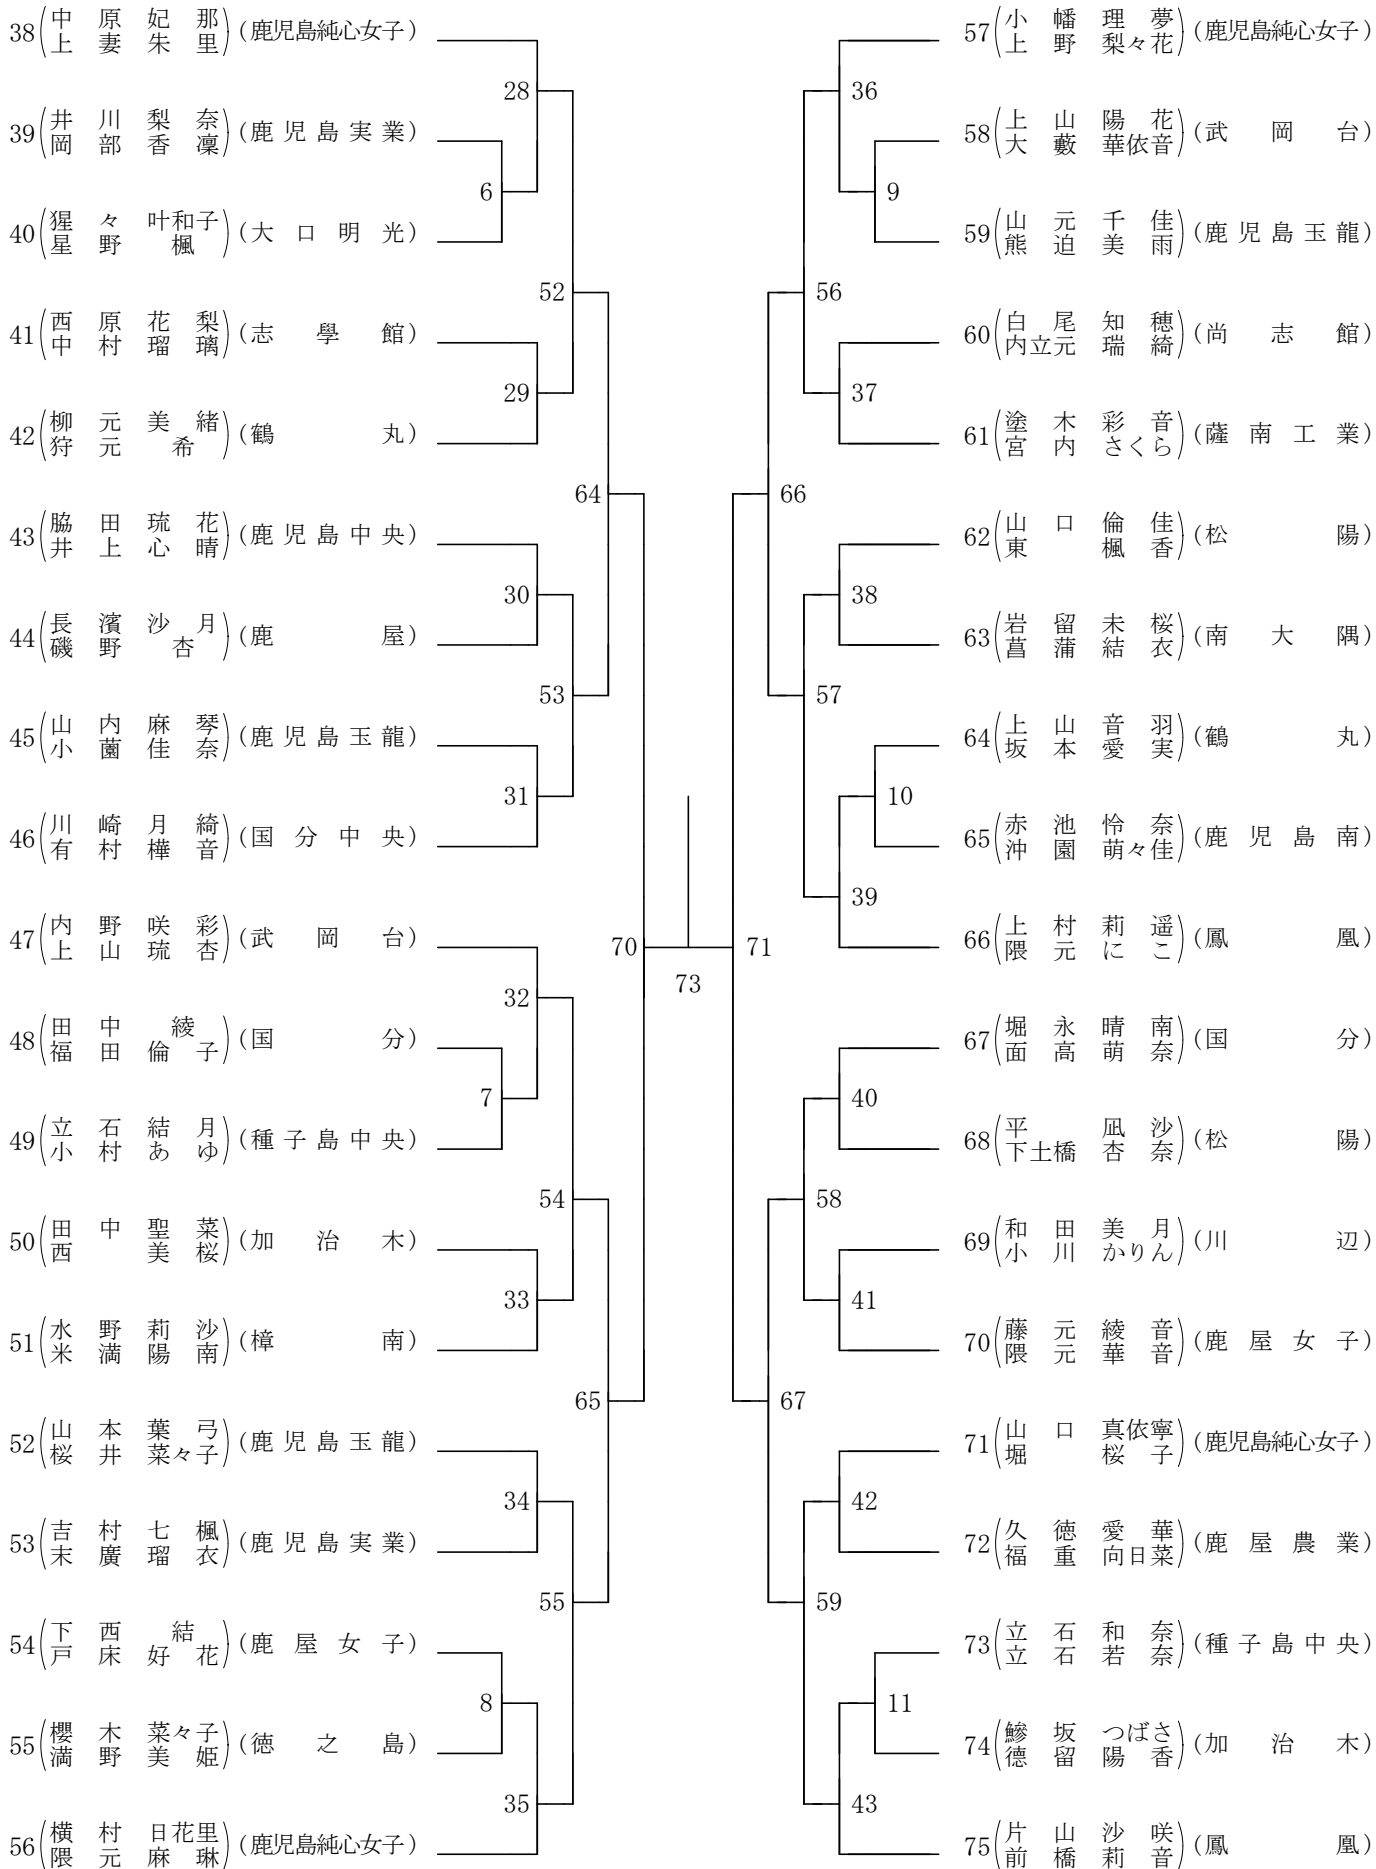 38 中原妃那 上妻朱里 (鹿児島純心女子)
39 井川梨奈 岡部香凜 (鹿児島実業)
40 猩々叶和子 星野楓 (大口明光)
41 西原花梨 中村瑠璃 (志學館)
42 柳元美緒 狩元希 (鶴丸)
43 脇田琉花 井上心晴 (鹿児島中央)
44 長濱沙月 磯野杏 (鹿屋)
45 山内麻琴 小薗佳奈 (鹿児島玉龍)
46 川崎月綺 有村樺音 (国分中央)
47 内野咲彩 上山琉杏 (武岡台)
48 田中綾 福田倫子 (国分)
49 立石結月 小村あゆ (種子島中央)
50 田中聖菜 西美桜 (加治木)
51 水野莉沙 米満陽南 (樟南)
52 山本葉弓 桜井菜々子 (鹿児島玉龍)
53 吉村七楓 末廣瑠衣 (鹿児島実業)
54 下西結 戸床好花 (鹿屋女子)
55 櫻木菜々子 満野美姫 (徳之島)
56 横村日花里 隈元麻琳 (鹿児島純心女子)
28
6
52
29
64
30
53
31
70
32
7
54
33
65
34
55
8
35
73
71
57 小幡理夢 上野梨々花 (鹿児島純心女子)
58 上山陽花 大藪華依音 (武岡台)
59 山元千佳 熊迫美雨 (鹿児島玉龍)
60 白尾知穂 内立元瑞綺 (尚志館)
61 塗木彩音 宮内さくら (薩南工業)
62 山口倫佳 東楓香 (松陽)
63 岩留未桜 菖蒲結衣 (南大隅)
64 上山音羽 坂本愛実 (鶴丸)
65 赤池怜奈 沖園萌々佳 (鹿児島南)
66 上村莉遥 隈元にこ (鳳凰)
67 堀永晴南 面高萌奈 (国分)
68 平凪沙 下土橋杏奈 (松陽)
69 和田美月 小川かりん (川辺)
70 藤元綾音 隈元華音 (鹿屋女子)
71 山口真依寧 堀桜子 (鹿児島純心女子)
72 久徳愛華 福重向日菜 (鹿屋農業)
73 立石和奈 立石若奈 (種子島中央)
74 鰺坂つばさ 德留陽香 (加治木)
75 片山沙咲 前橋莉音 (鳳凰)
36
9
56
37
66
38
57
10
39
40
58
41
67
42
59
11
43